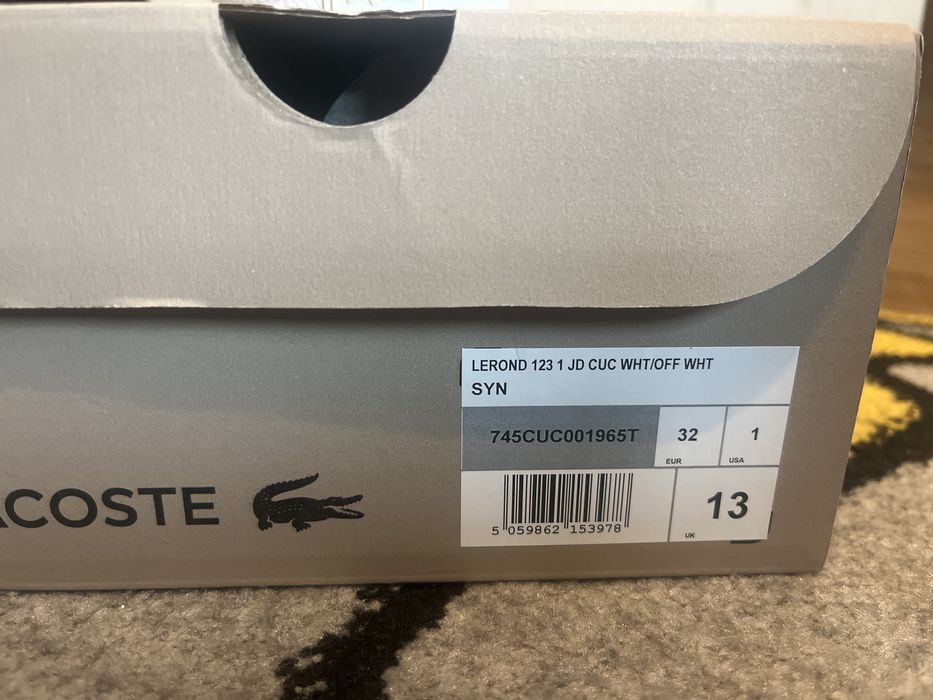 LEROND 123 1 JD CUC WHT/OFF WHT
SYN
745CUC001965T
32
EUR
1
USA
5 059862 153978
13
UK
ACOSTE